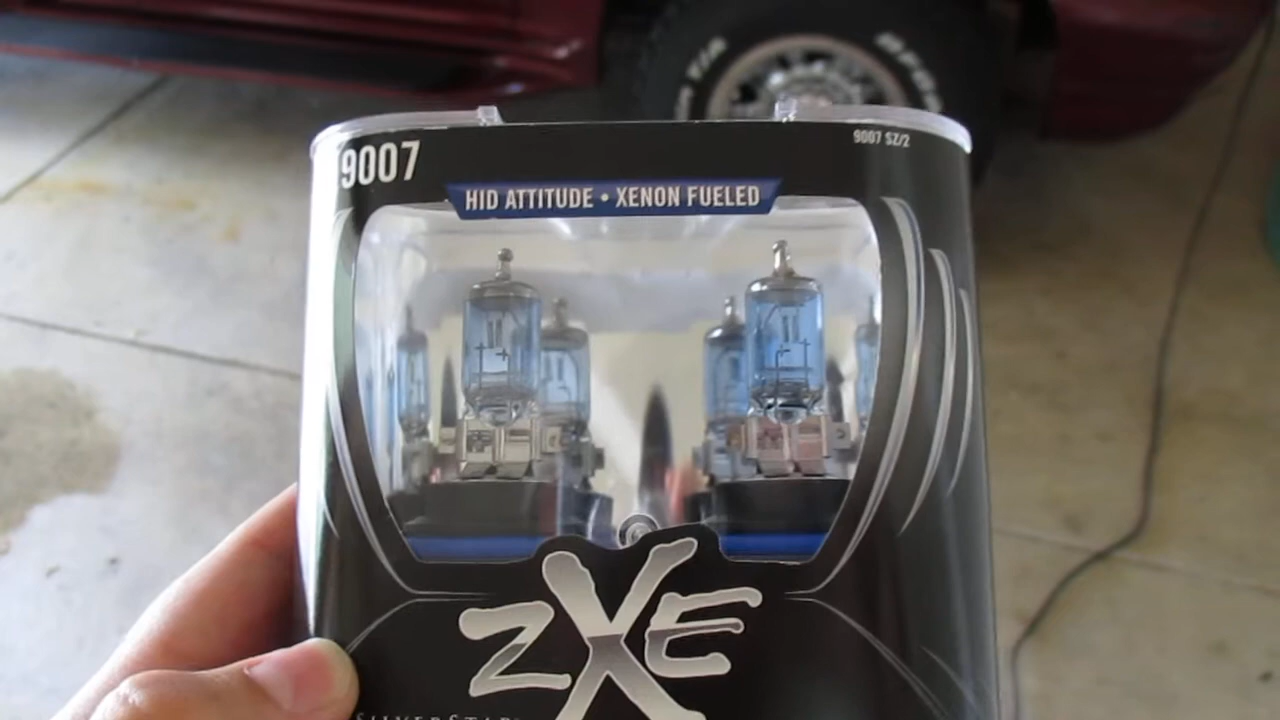 9007
9007 SZ/2
HID ATTITUDE • XENON FUELED
ZXE